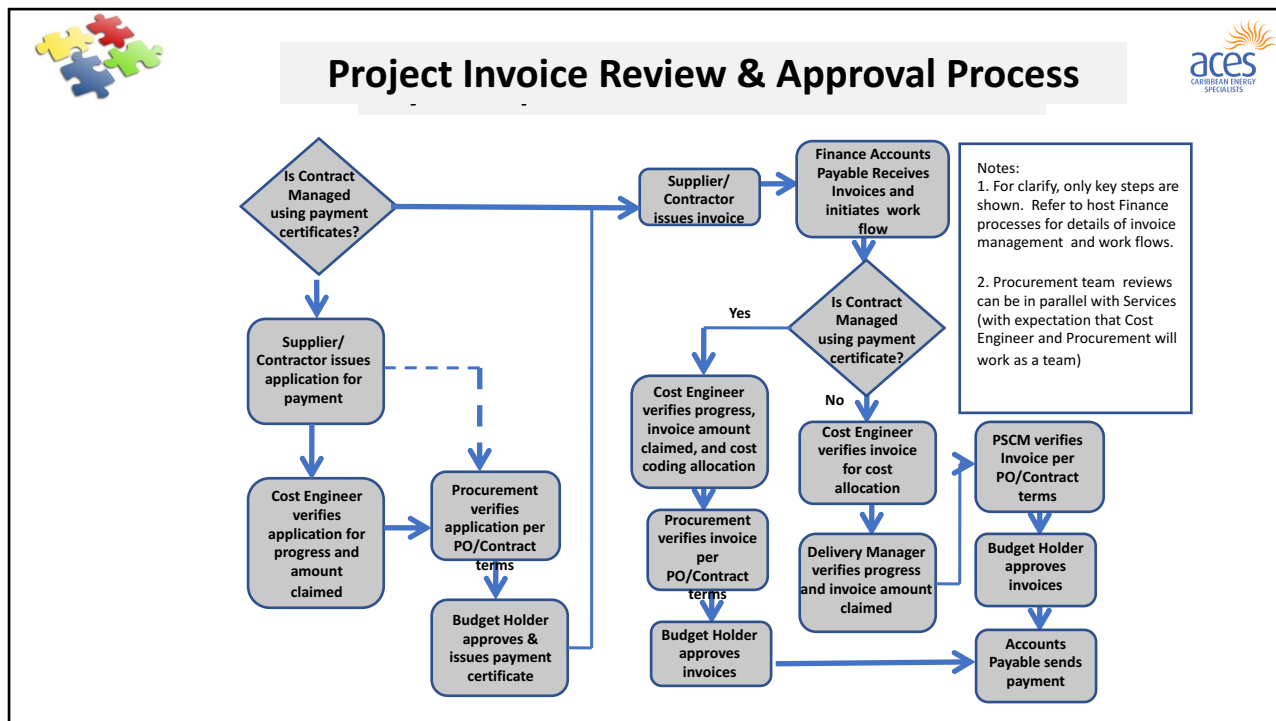 Project Invoice Review & Approval Process
aces
CARIBBEAN ENERGY
SPECIALISTS
Is Contract
Managed
using payment
certificates?
Supplier/
Contractor issues
application for
payment
Cost Engineer
verifies
application for
progress and
amount
claimed
Procurement
verifies
application per
PO/Contract
terms
Budget Holder
approves &
issues payment
certificate
Supplier/
Contractor
issues invoice
Finance Accounts
Payable Receives
Invoices and
initiates work
flow
Is Contract
Managed
using payment
certificate?
Yes
No
Cost Engineer
verifies progress,
invoice amount
claimed, and cost
coding allocation
Procurement
verifies invoice
per
PO/Contract
terms
Budget Holder
approves
invoices
Cost Engineer
verifies invoice
for cost
allocation
Delivery Manager
verifies progress
and invoice amount
claimed
PSCM verifies
Invoice per
PO/Contract
terms
Budget Holder
approves
invoices
Accounts
Payable sends
payment
Notes:
1. For clarify, only key steps are
shown. Refer to host Finance
processes for details of invoice
management and work flows.
2. Procurement team reviews
can be in parallel with Services
(with expectation that Cost
Engineer and Procurement will
work as a team)